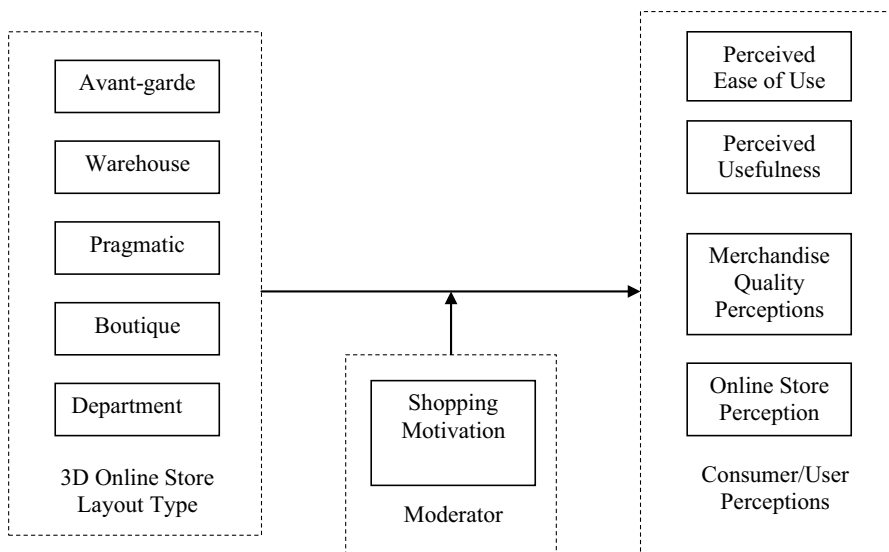 Avant-garde
Warehouse
Pragmatic
Boutique
Department
3D Online Store
Layout Type
Shopping
Motivation
Moderator
Perceived
Ease of Use
Perceived
Usefulness
Merchandise
Quality
Perceptions
Online Store
Perception
Consumer/User
Perceptions